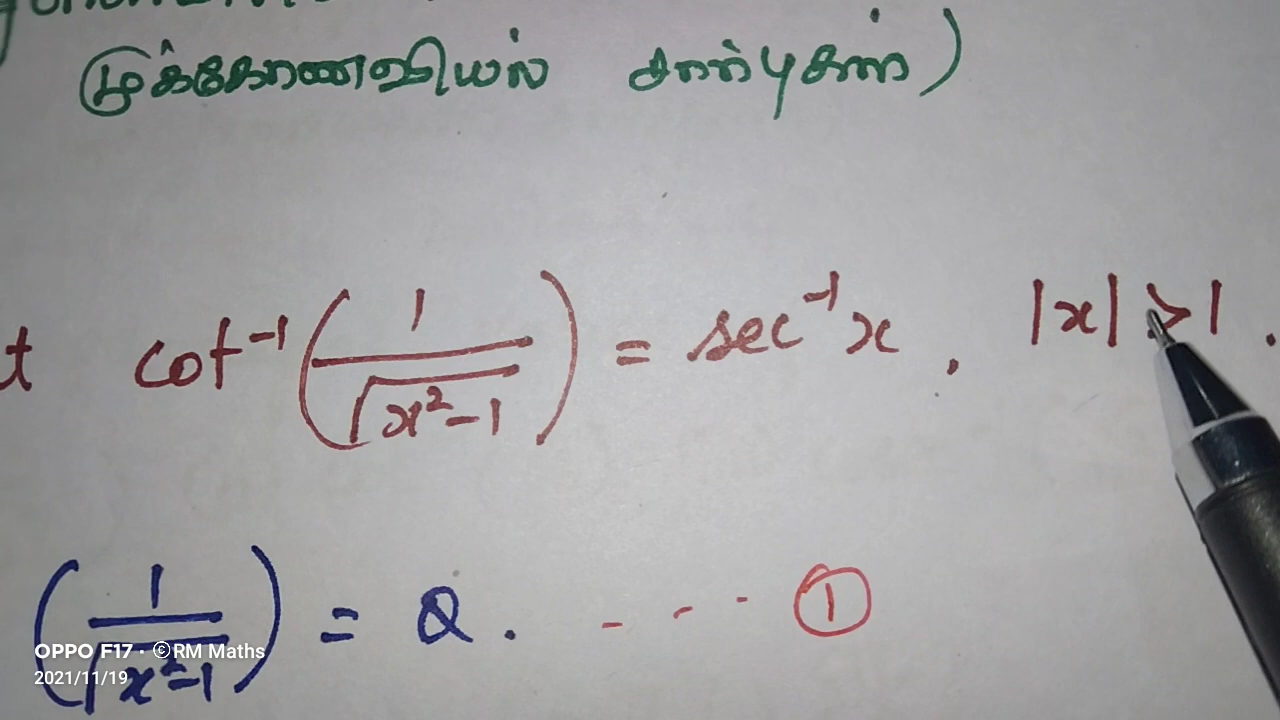 முக்கோணவியல் சார்புகள்)
t cot⁻¹(1/√(x²-1)) = sec⁻¹x . |x| > 1 .
(1/√(x²-1)) = Q . - - - ①
OPPO F17 · ©RM Maths
2021/11/19